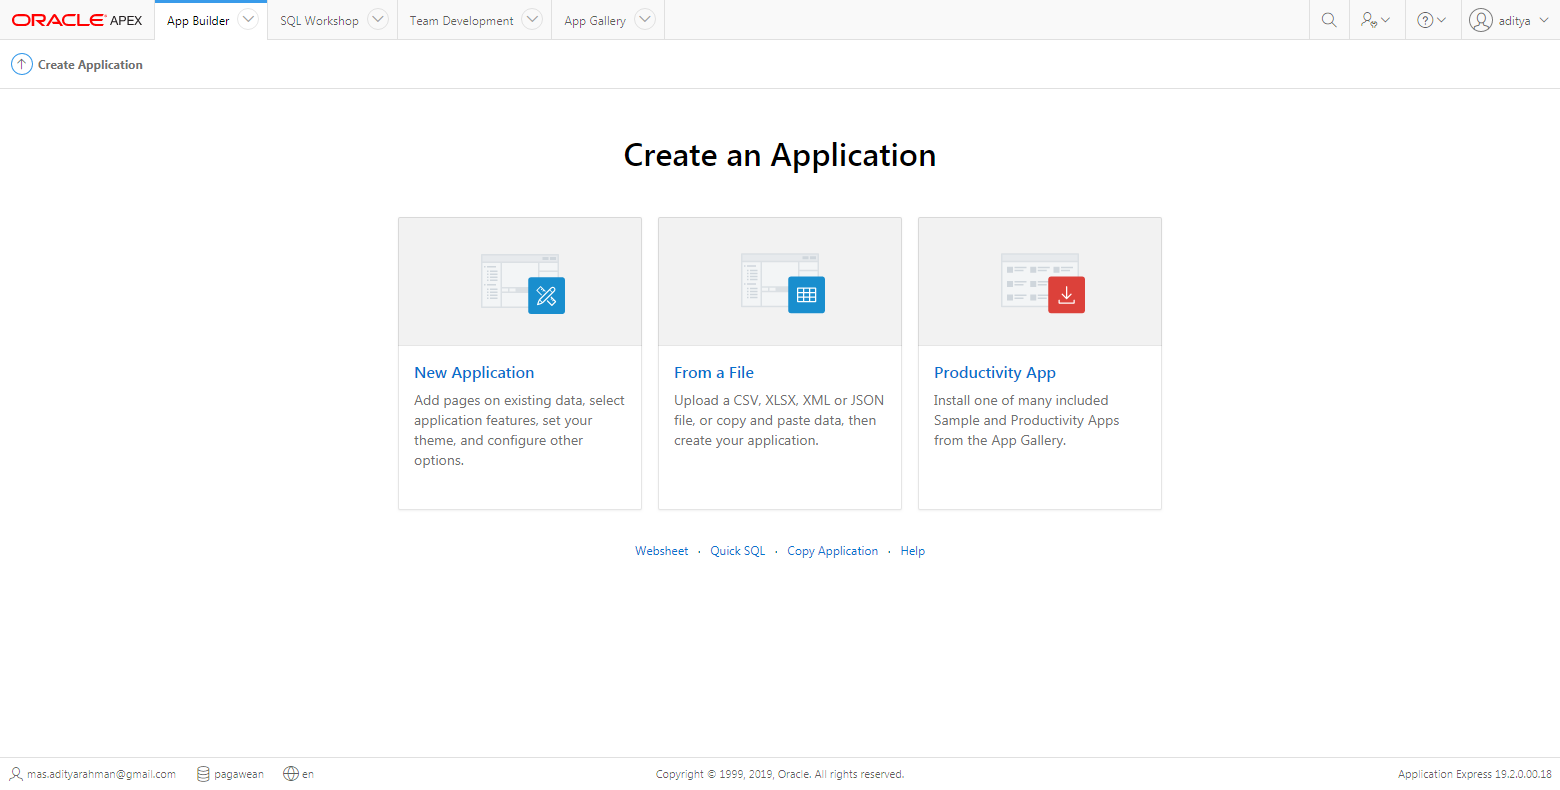 ORACLE APEX App Builder SQL Workshop Team Development App Gallery aditya
Create Application
Create an Application
New Application
Add pages on existing data, select
application features, set your
theme, and configure other
options.
From a File
Upload a CSV, XLSX, XML or JSON
file, or copy and paste data, then
create your application.
Productivity App
Install one of many included
Sample and Productivity Apps
from the App Gallery.
Websheet · Quick SQL · Copy Application · Help
mas.adityarahman@gmail.com pagawean en Copyright © 1999, 2019, Oracle. All rights reserved. Application Express 19.2.0.00.18